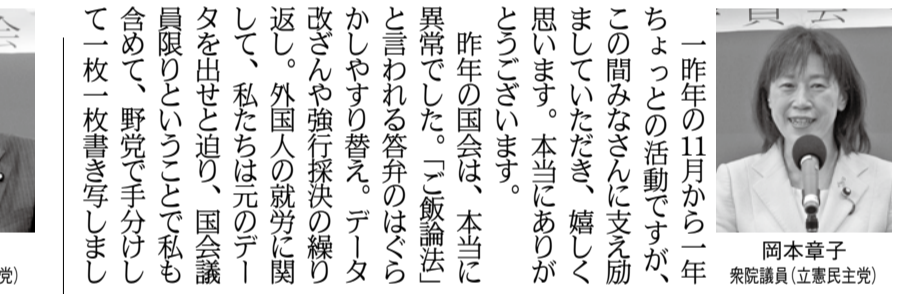 員会
岡本章子
衆院議員（立憲民主党）
一昨年の11月から一年
ちょっとの活動ですが、
この間みなさんに支え励
ましていただき、嬉しく
思います。本当にありが
とうございます。
昨年の国会は、本当に
異常でした。「ご飯論法」
と言われる答弁のはぐら
かしやすり替え。データ
改ざんや強行採決の繰り
返し。外国人の就労に関
して、私たちは元のデー
タを出せと迫り、国会議
員限りということで私も
含めて、野党で手分けし
て一枚一枚書き写しまし
会
党）